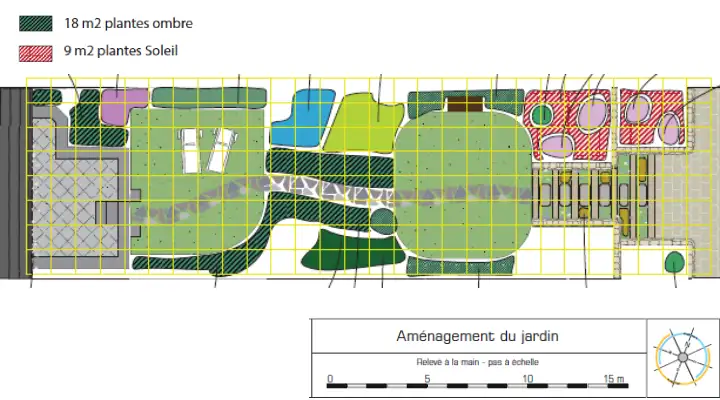 18 m2 plantes ombre
9 m2 plantes Soleil
Aménagement du jardin
Relevé à la main - pas à échelle
0 5 10 15 m
N